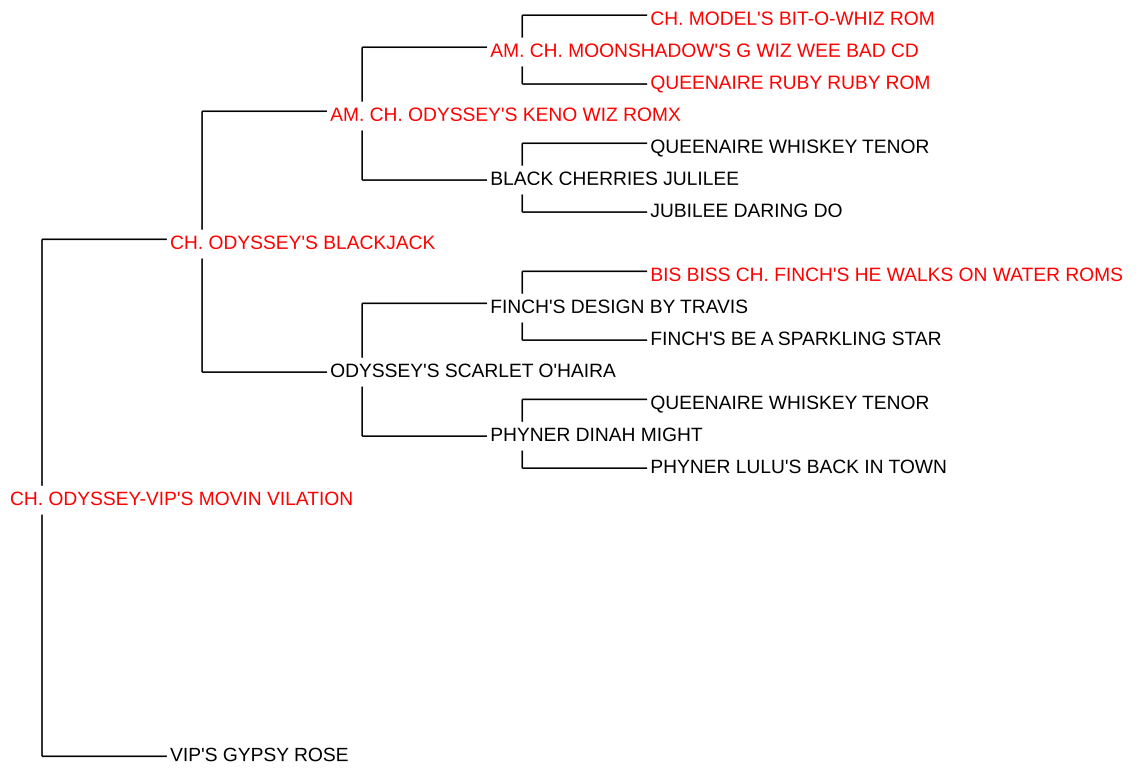 CH. MODEL'S BIT-O-WHIZ ROM
AM. CH. MOONSHADOW'S G WIZ WEE BAD CD
QUEENAIRE RUBY RUBY ROM
AM. CH. ODYSSEY'S KENO WIZ ROMX
QUEENAIRE WHISKEY TENOR
BLACK CHERRIES JULILEE
JUBILEE DARING DO
CH. ODYSSEY'S BLACKJACK
BIS BISS CH. FINCH'S HE WALKS ON WATER ROMS
FINCH'S DESIGN BY TRAVIS
FINCH'S BE A SPARKLING STAR
ODYSSEY'S SCARLET O'HAIRA
QUEENAIRE WHISKEY TENOR
PHYNER DINAH MIGHT
PHYNER LULU'S BACK IN TOWN
CH. ODYSSEY-VIP'S MOVIN VILATION
VIP'S GYPSY ROSE